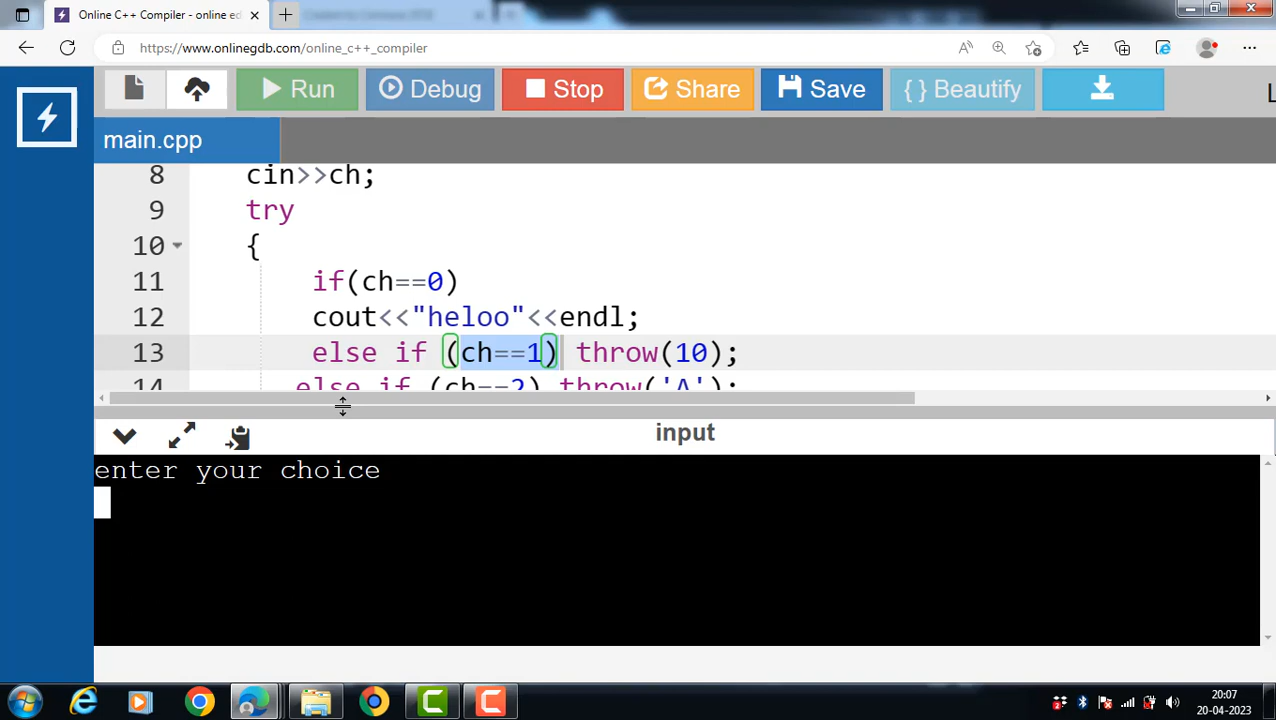 Online C++ Compiler - online ed
https://www.onlinegdb.com/online_c++_compiler
Run
Debug
Stop
Share
Save
{ } Beautify
L
main.cpp
8 cin>>ch;
9 try
10 {
11 if(ch==0)
12 cout<<"heloo"<<endl;
13 else if (ch==1) throw(10);
14 else if (ch==2) throw('A');
input
enter your choice
20:07
20-04-2023